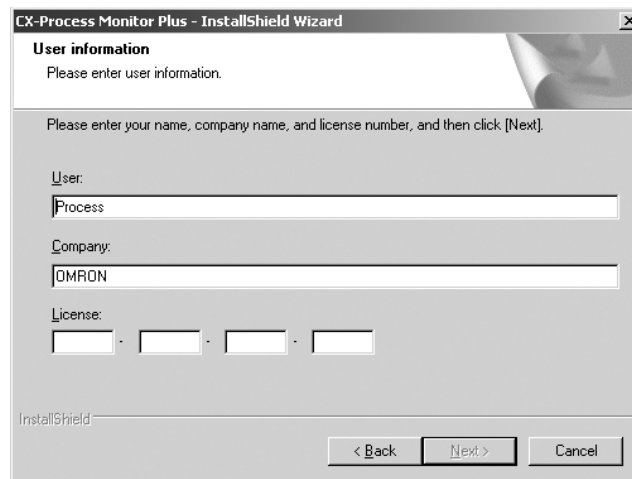 CX-Process Monitor Plus - InstallShield Wizard
User information
Please enter user information.
Please enter your name, company name, and license number, and then click [Next].
User:
Process
Company:
OMRON
License:
- - -
InstallShield
< Back Next > Cancel